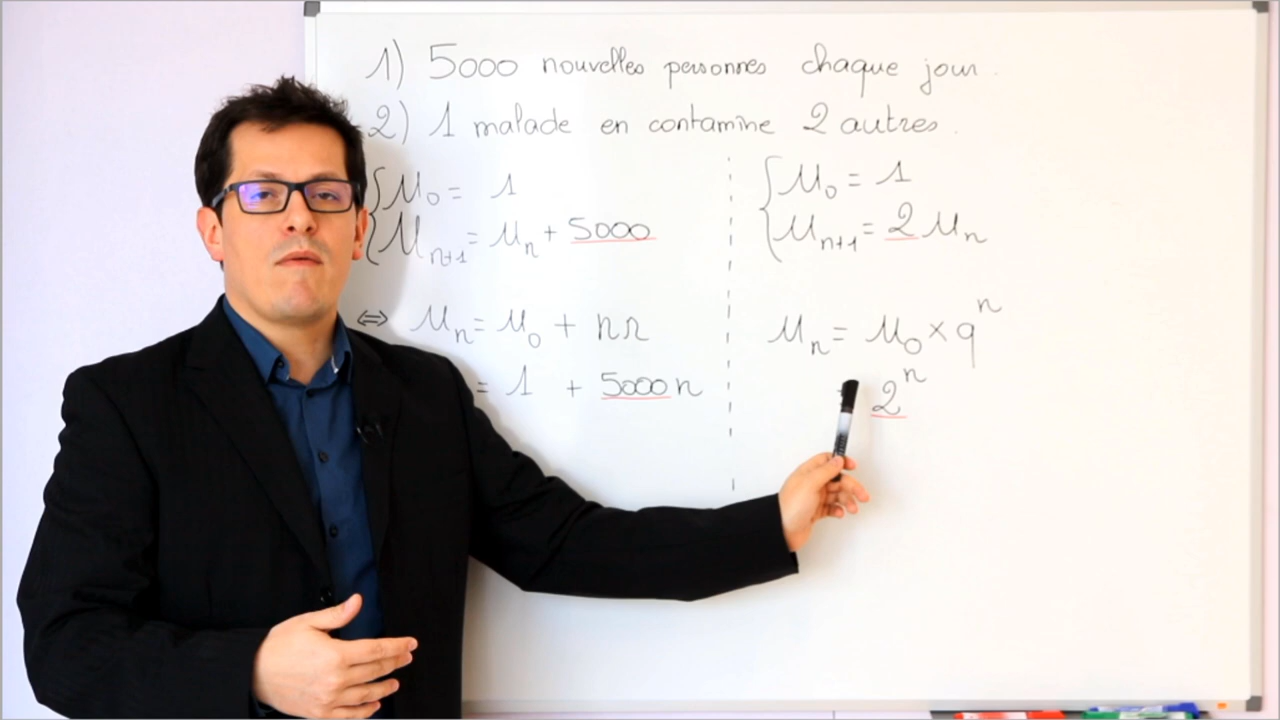 1) 5000 nouvelles personnes chaque jour.
2) 1 malade en contamine 2 autres.
{ U₀ = 1
Uₙ₊₁ = Uₙ + 5000
⇔ Uₙ = U₀ + nr
= 1 + 5000n
{ U₀ = 1
Uₙ₊₁ = 2Uₙ
Uₙ = U₀ × qⁿ
2ⁿ